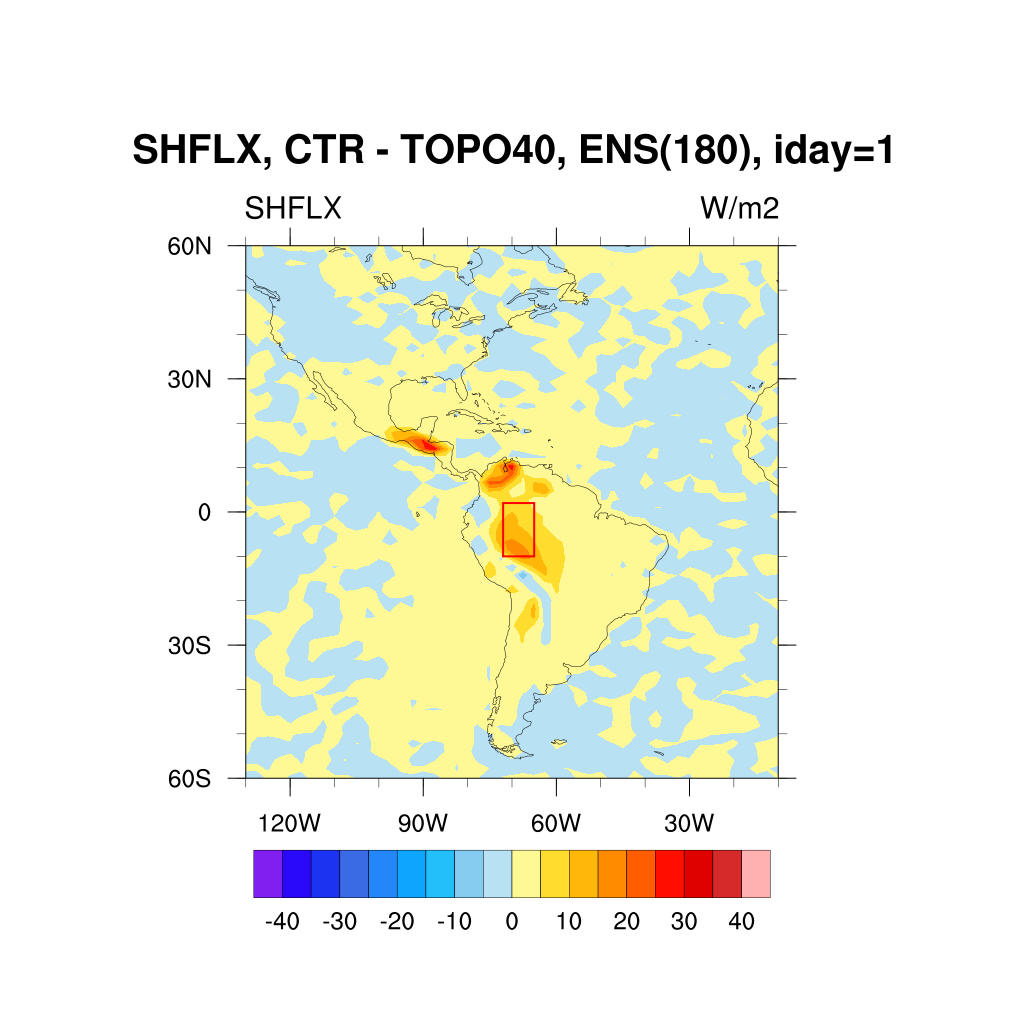 SHFLX, CTR - TOPO40, ENS(180), iday=1
SHFLX W/m2
60N
30N
0
30S
60S
120W 90W 60W 30W
-40 -30 -20 -10 0 10 20 30 40